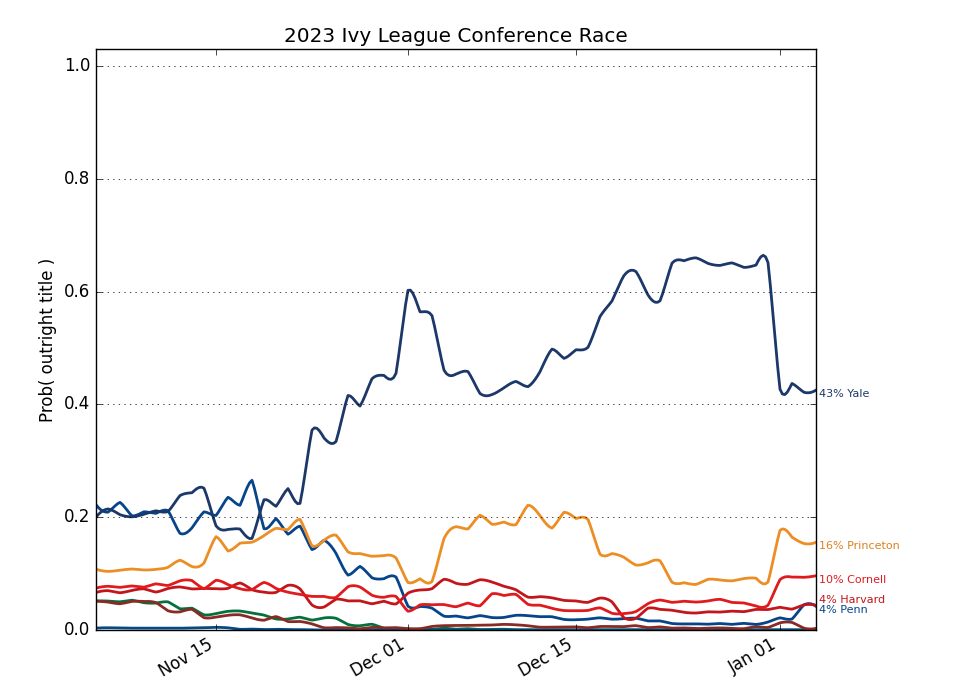 2023 Ivy League Conference Race
Prob( outright title )
1.0
0.8
0.6
0.4
0.2
0.0
Nov 15
Dec 01
Dec 15
Jan 01
43% Yale
16% Princeton
10% Cornell
4% Harvard
4% Penn